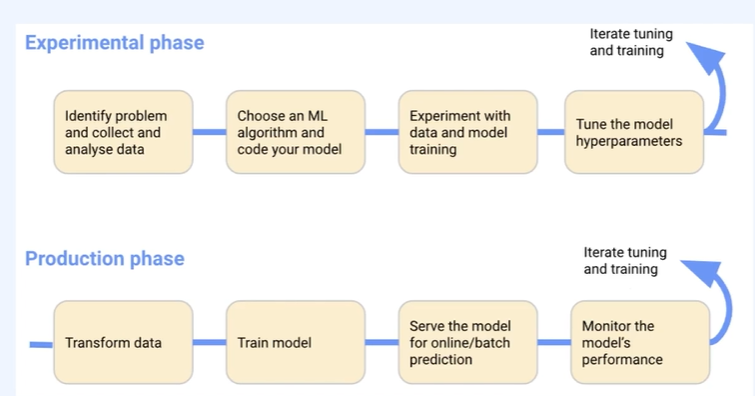 Experimental phase
Iterate tuning
and training
Identify problem
and collect and
analyse data
Choose an ML
algorithm and
code your model
Experiment with
data and model
training
Tune the model
hyperparameters
Production phase
Iterate tuning
and training
Transform data
Train model
Serve the model
for online/batch
prediction
Monitor the
model's
performance